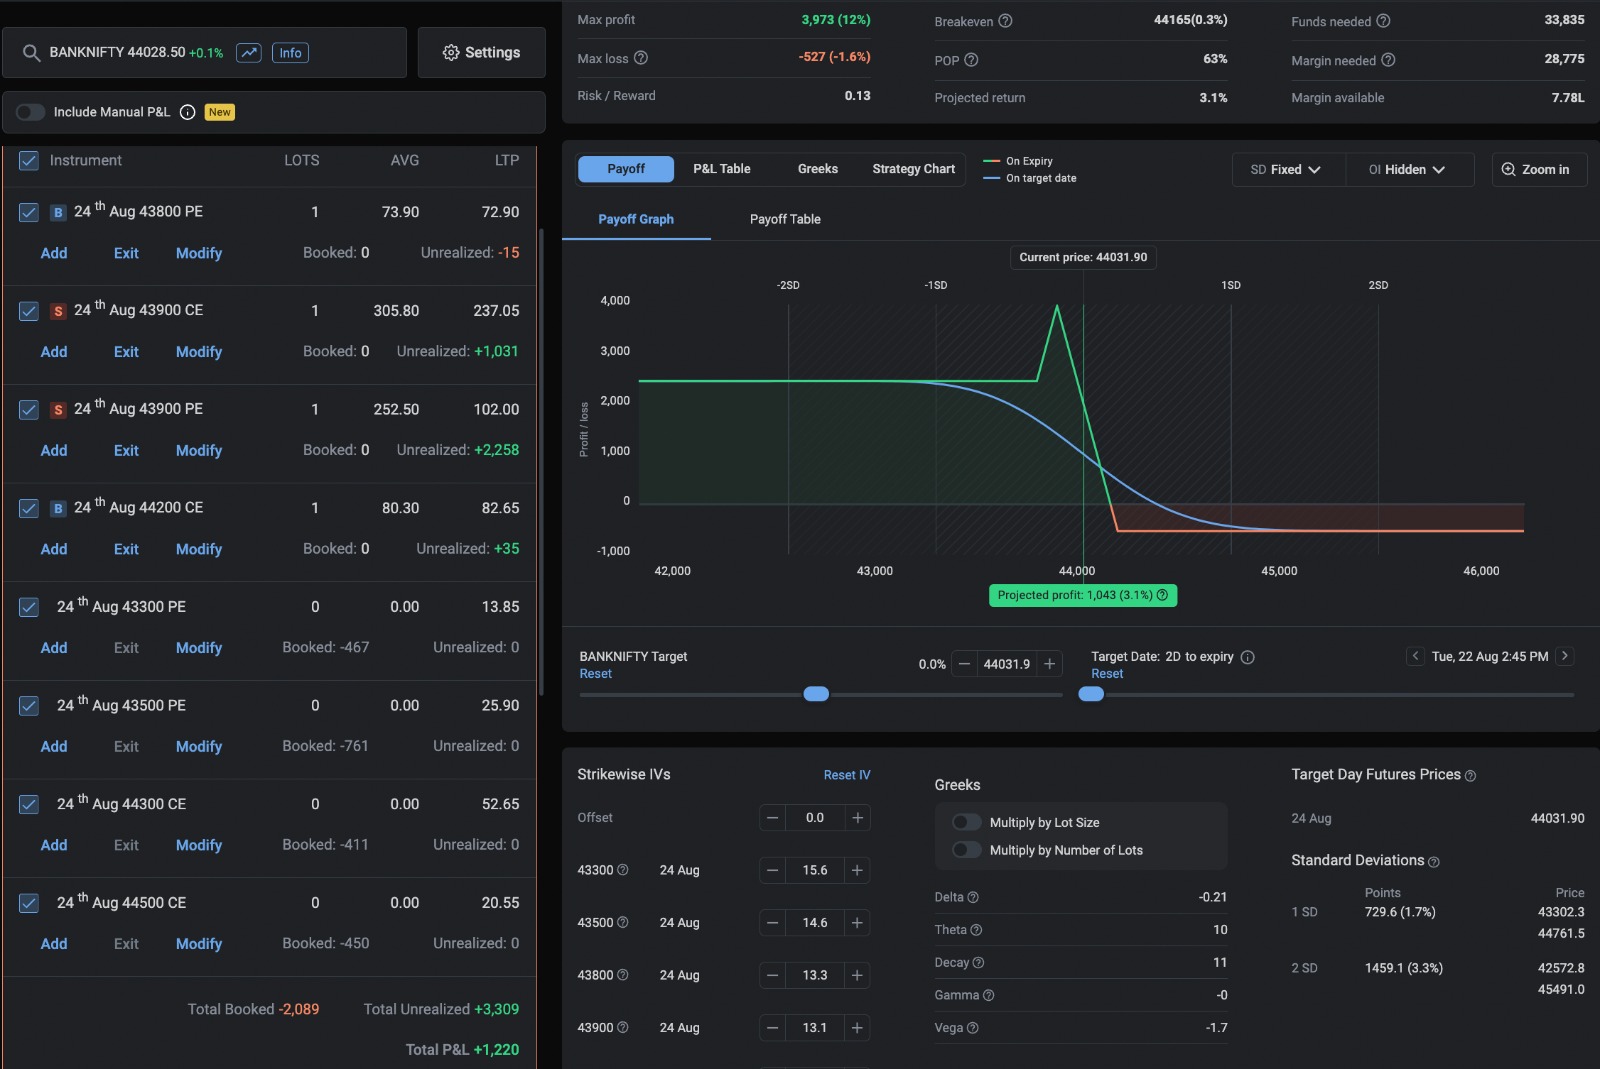 BANKNIFTY 44028.50 +0.1% Info
Settings
Include Manual P&L New
Instrument LOTS AVG LTP
B 24 th Aug 43800 PE 1 73.90 72.90
Add Exit Modify Booked: 0 Unrealized: -15
S 24 th Aug 43900 CE 1 305.80 237.05
Add Exit Modify Booked: 0 Unrealized: +1,031
S 24 th Aug 43900 PE 1 252.50 102.00
Add Exit Modify Booked: 0 Unrealized: +2,258
B 24 th Aug 44200 CE 1 80.30 82.65
Add Exit Modify Booked: 0 Unrealized: +35
24 th Aug 43300 PE 0 0.00 13.85
Add Exit Modify Booked: -467 Unrealized: 0
24 th Aug 43500 PE 0 0.00 25.90
Add Exit Modify Booked: -761 Unrealized: 0
24 th Aug 44300 CE 0 0.00 52.65
Add Exit Modify Booked: -411 Unrealized: 0
24 th Aug 44500 CE 0 0.00 20.55
Add Exit Modify Booked: -450 Unrealized: 0
Total Booked -2,089 Total Unrealized +3,309
Total P&L +1,220
Max profit 3,973 (12%) Breakeven 44165(0.3%) Funds needed 33,835
Max loss -527 (-1.6%) POP 63% Margin needed 28,775
Risk / Reward 0.13 Projected return 3.1% Margin available 7.78L
Payoff P&L Table Greeks Strategy Chart
On Expiry
On target date
SD Fixed OI Hidden Zoom in
Payoff Graph Payoff Table
Current price: 44031.90
-2SD -1SD 1SD 2SD
4,000
3,000
2,000
1,000
0
-1,000
Profit / loss
42,000 43,000 44,000 45,000 46,000
Projected profit: 1,043 (3.1%)
BANKNIFTY Target 0.0% 44031.9
Reset
Target Date: 2D to expiry Tue, 22 Aug 2:45 PM
Reset
Strikewise IVs Reset IV
Offset 0.0
43300 24 Aug 15.6
43500 24 Aug 14.6
43800 24 Aug 13.3
43900 24 Aug 13.1
Greeks
Multiply by Lot Size
Multiply by Number of Lots
Delta -0.21
Theta 10
Decay 11
Gamma -0
Vega -1.7
Target Day Futures Prices
24 Aug 44031.90
Standard Deviations
Points Price
1 SD 729.6 (1.7%) 43302.3
44761.5
2 SD 1459.1 (3.3%) 42572.8
45491.0